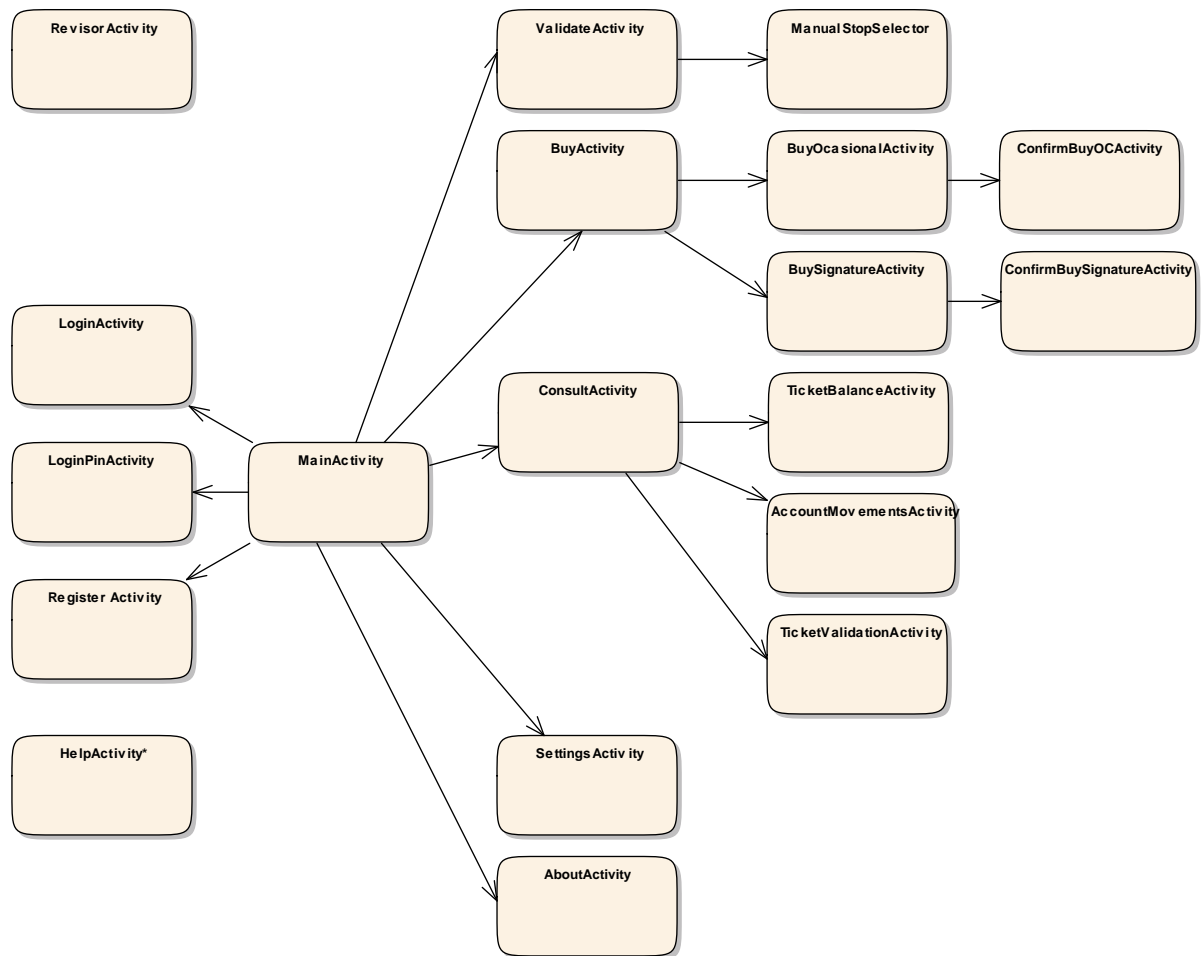 RevisorActivity
ValidateActivity
ManualStopSelector
BuyActivity
BuyOcasionalActivity
ConfirmBuyOCActivity
BuySignatureActivity
ConfirmBuySignatureActivity
LoginActivity
ConsultActivity
TicketBalanceActivity
LoginPinActivity
MainActivity
AccountMovementsActivity
Register Activity
TicketValidationActivity
HelpActivity*
SettingsActivity
AboutActivity